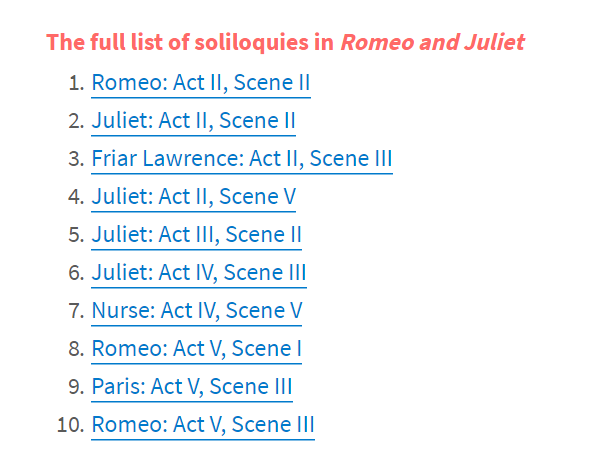 The full list of soliloquies in Romeo and Juliet
1. Romeo: Act II, Scene II
2. Juliet: Act II, Scene II
3. Friar Lawrence: Act II, Scene III
4. Juliet: Act II, Scene V
5. Juliet: Act III, Scene II
6. Juliet: Act IV, Scene III
7. Nurse: Act IV, Scene V
8. Romeo: Act V, Scene I
9. Paris: Act V, Scene III
10. Romeo: Act V, Scene III